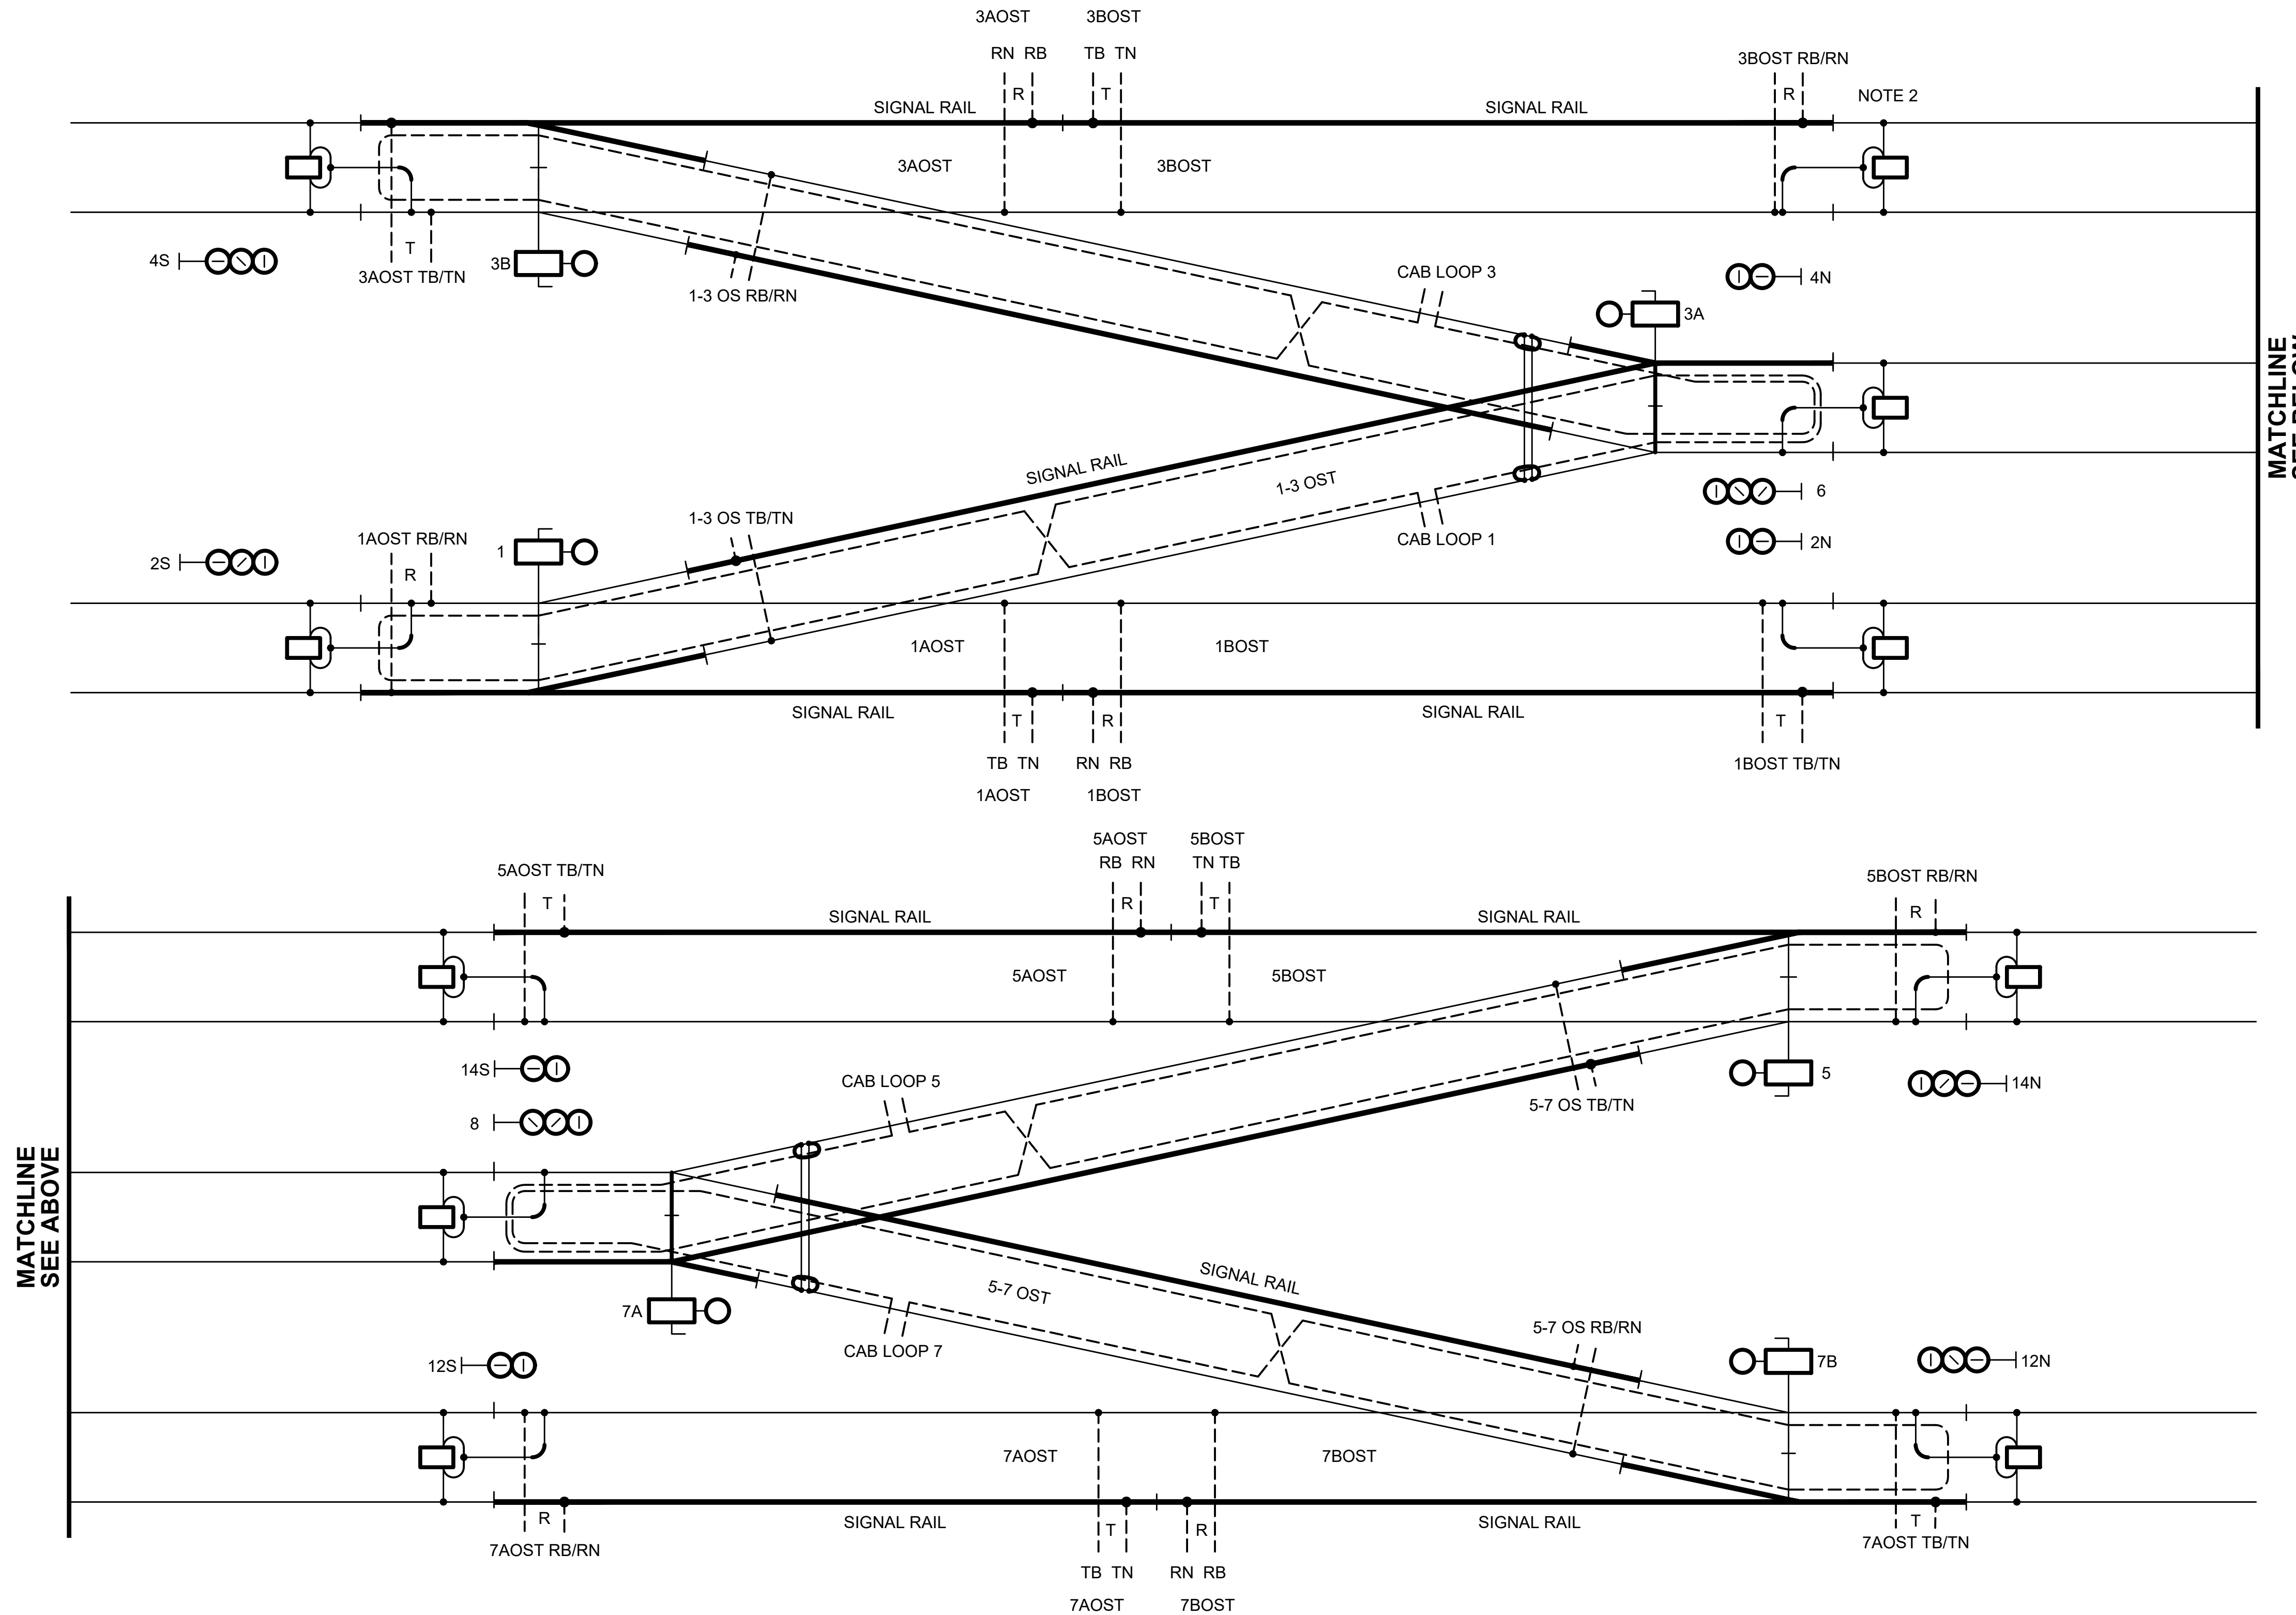 3AOST 3BOST
RN RB TB TN
3BOST RB/RN
R T R
NOTE 2
SIGNAL RAIL SIGNAL RAIL
3AOST 3BOST
4S
T
3AOST TB/TN
3B
1-3 OS RB/RN
CAB LOOP 3
4N
3A
MATCHLINE
SIGNAL RAIL
1-3 OST
6
1-3 OS TB/TN
1AOST RB/RN
R
2S
1
CAB LOOP 1
2N
1AOST 1BOST
SIGNAL RAIL SIGNAL RAIL
T R T
TB TN RN RB
1BOST TB/TN
1AOST 1BOST
5AOST 5BOST
RB RN TN TB
5AOST TB/TN
5BOST RB/RN
T R T R
SIGNAL RAIL SIGNAL RAIL
5AOST 5BOST
14S
CAB LOOP 5
5
14N
5-7 OS TB/TN
8
MATCHLINE
SEE ABOVE
SIGNAL RAIL
5-7 OST
7A
CAB LOOP 7
5-7 OS RB/RN
12S
7B
12N
7AOST 7BOST
R
SIGNAL RAIL SIGNAL RAIL
T R T
7AOST RB/RN
7AOST TB/TN
TB TN RN RB
7AOST 7BOST